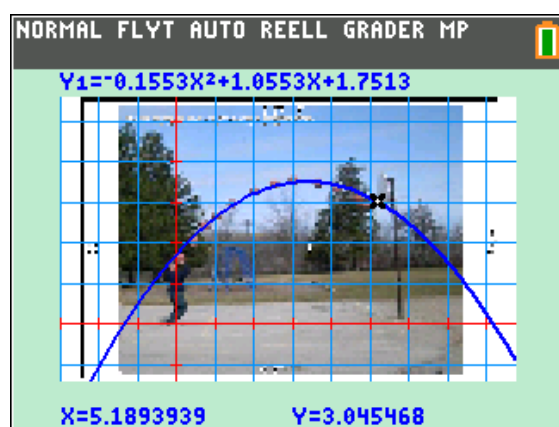 NORMAL FLYT AUTO REELL GRADER MP
Y1=⁻0.1553X²+1.0553X+1.7513
X=5.1893939 Y=3.045468